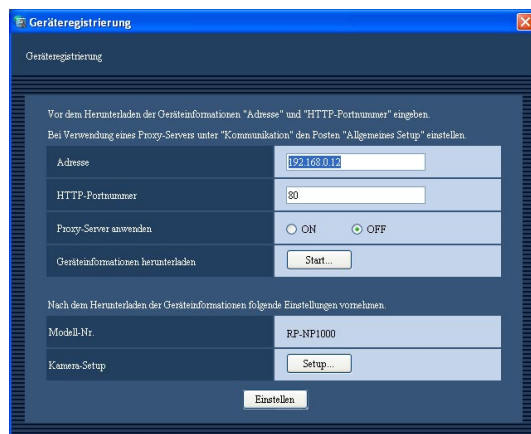 Geräteregistrierung
Geräteregistrierung
Vor dem Herunterladen der Geräteinformationen "Adresse" und "HTTP-Portnummer" eingeben.
Bei Verwendung eines Proxy-Servers unter "Kommunikation" den Posten "Allgemeines Setup" einstellen.
Adresse 192.168.0.12
HTTP-Portnummer 80
Proxy-Server anwenden ON OFF
Geräteinformationen herunterladen Start...
Nach dem Herunterladen der Geräteinformationen folgende Einstellungen vornehmen.
Modell-Nr. RP-NP1000
Kamera-Setup Setup...
Einstellen